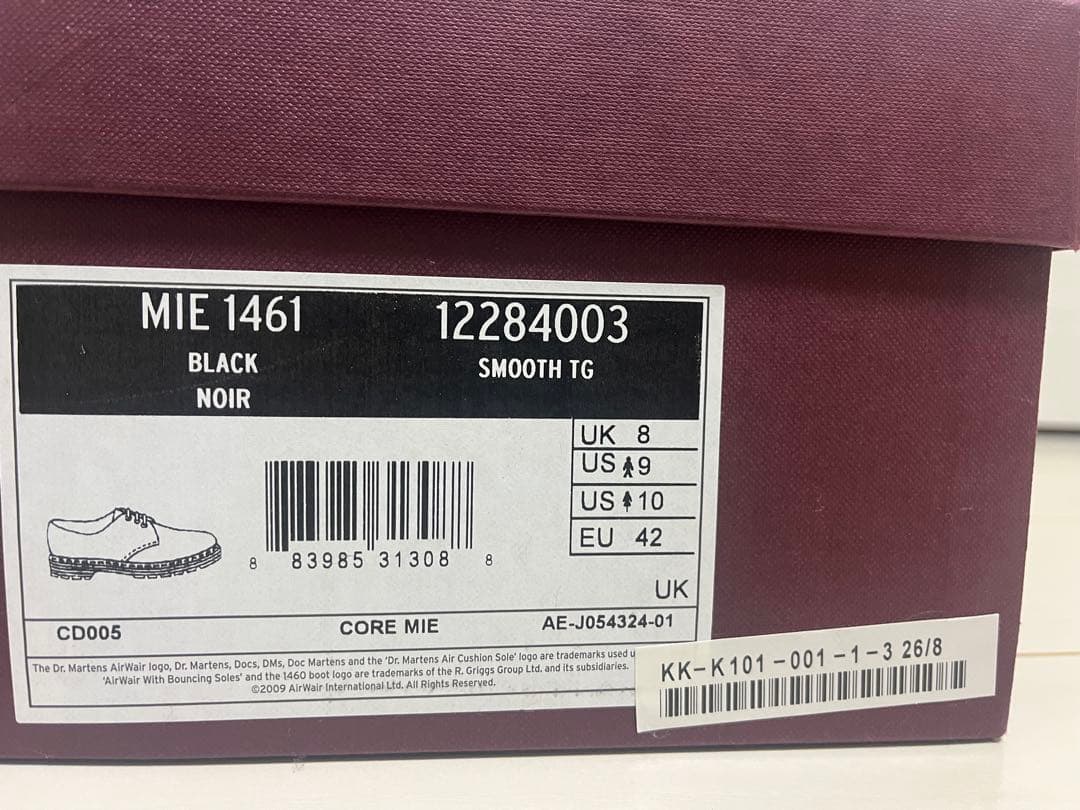 MIE 1461
BLACK
NOIR
12284003
SMOOTH TG
UK 8
US 9
US 10
EU 42
8 83985 31308 8
UK
CD005
CORE MIE
AE-J054324-01
The Dr. Martens AirWair logo, Dr. Martens, Docs, DMs, Doc Martens and the 'Dr. Martens Air Cushion Sole' logo are trademarks used u
'AirWair With Bouncing Soles' and the 1460 boot logo are trademarks of the R. Griggs Group Ltd. and its subsidiaries.
©2009 AirWair International Ltd. All Rights Reserved.
KK-K101-001-1-3 26/8